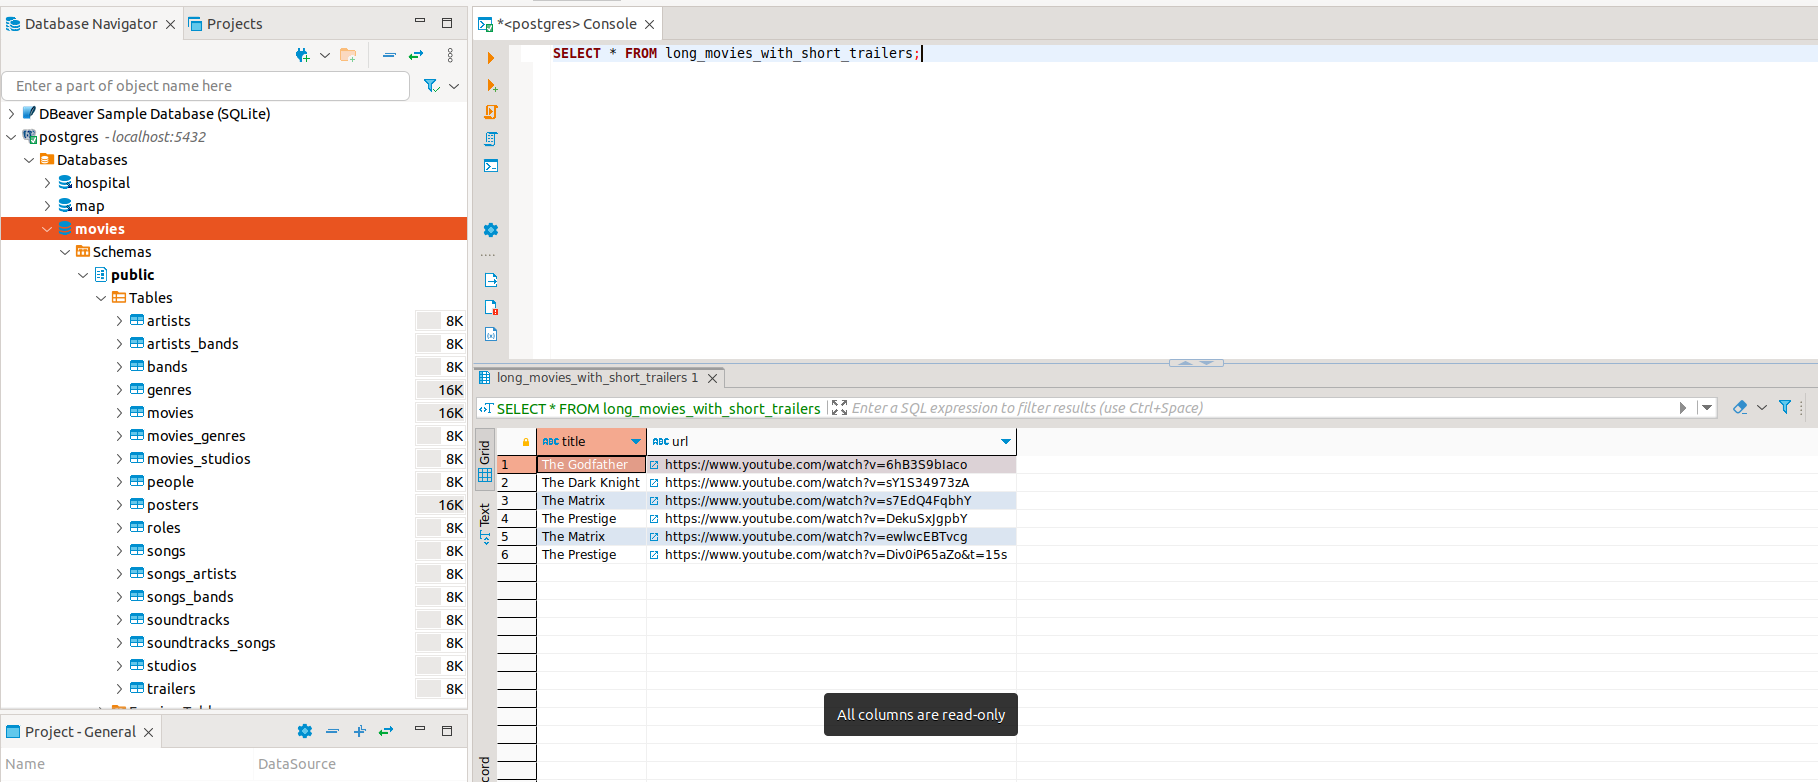 Database Navigator
Projects
Enter a part of object name here
DBeaver Sample Database (SQLite)
postgres - localhost:5432
Databases
hospital
map
movies
Schemas
public
Tables
artists 8K
artists_bands 8K
bands 8K
genres 16K
movies 16K
movies_genres 8K
movies_studios 8K
people 8K
posters 16K
roles 8K
songs 8K
songs_artists 8K
songs_bands 8K
soundtracks 8K
soundtracks_songs 8K
studios 8K
trailers 8K
Project - General
Name DataSource
*<postgres> Console
SELECT * FROM long_movies_with_short_trailers;
long_movies_with_short_trailers 1
SELECT * FROM long_movies_with_short_trailers Enter a SQL expression to filter results (use Ctrl+Space)
Grid
Text
ABC title ABC url
1 The Godfather https://www.youtube.com/watch?v=6hB3S9bIaco
2 The Dark Knight https://www.youtube.com/watch?v=sY1S34973zA
3 The Matrix https://www.youtube.com/watch?v=s7EdQ4FqbhY
4 The Prestige https://www.youtube.com/watch?v=DekuSxJgpbY
5 The Matrix https://www.youtube.com/watch?v=ewlwcEBTvcg
6 The Prestige https://www.youtube.com/watch?v=Div0iP65aZo&t=15s
All columns are read-only